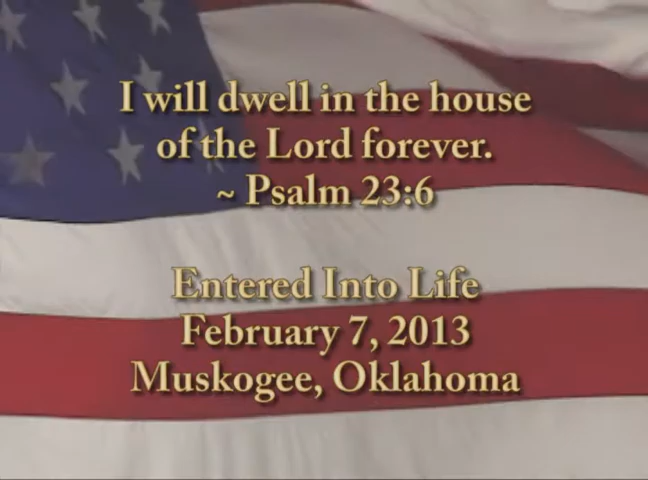 I will dwell in the house
of the Lord forever.
~ Psalm 23:6
Entered Into Life
February 7, 2013
Muskogee, Oklahoma